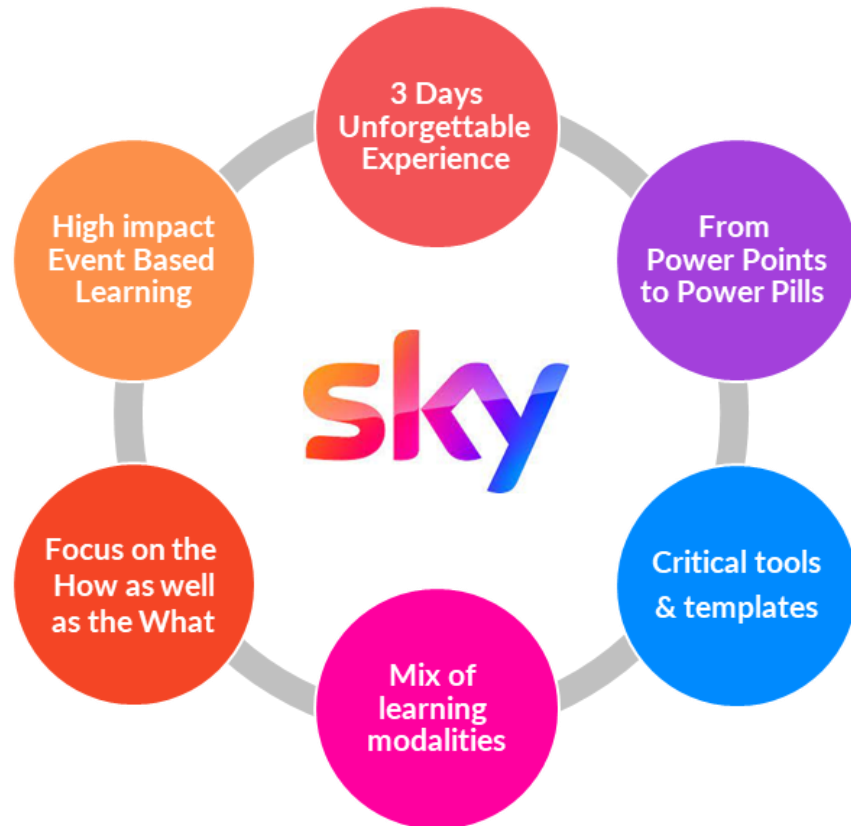 3 Days
Unforgettable
Experience
High impact
Event Based
Learning
From
Power Points
to Power Pills
sky
Focus on the
How as well
as the What
Critical tools
& templates
Mix of
learning
modalities